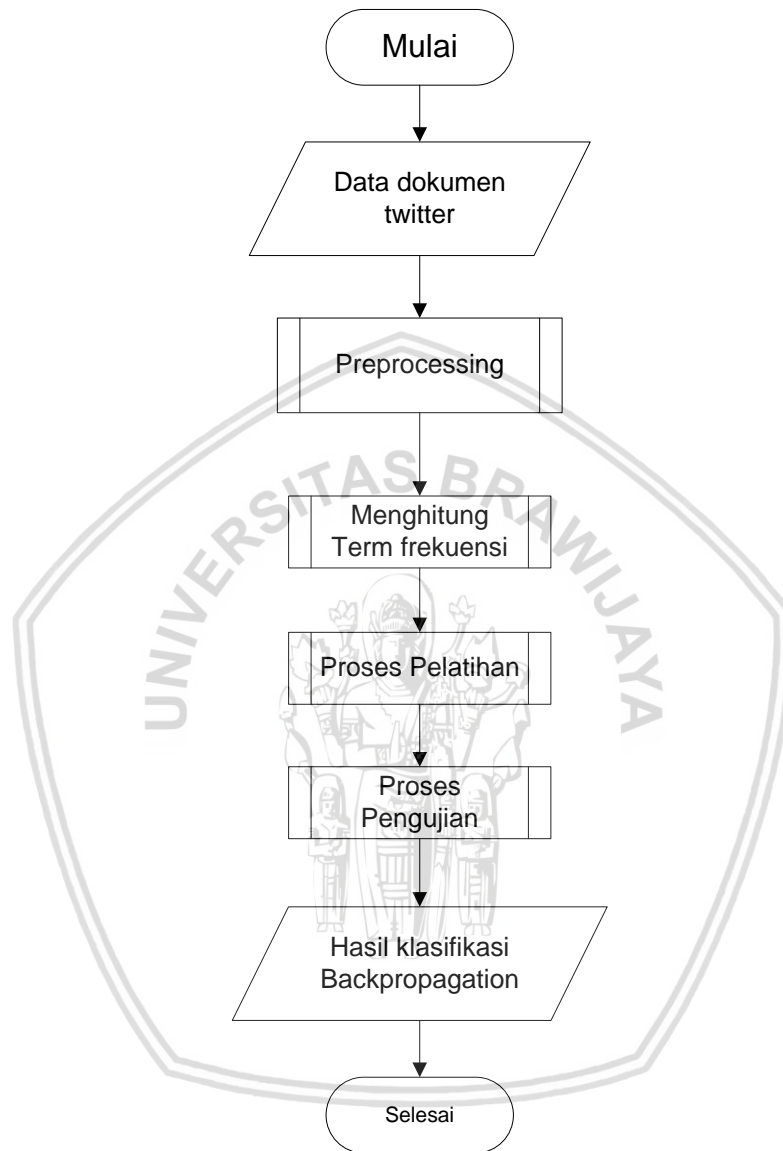 Mulai
Data dokumen
twitter
Preprocessing
UNIVERSITAS BRAWIJAYA
Menghitung
Term frekuensi
Proses Pelatihan
Proses
Pengujian
Hasil klasifikasi
Backpropagation
Selesai